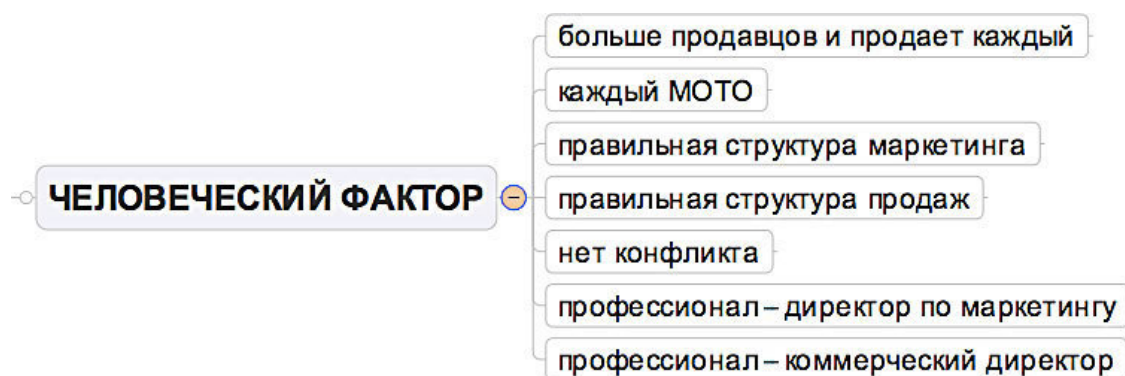 больше продавцов и продает каждый
каждый МОТО
правильная структура маркетинга
ЧЕЛОВЕЧЕСКИЙ ФАКТОР
правильная структура продаж
нет конфликта
профессионал – директор по маркетингу
профессионал – коммерческий директор